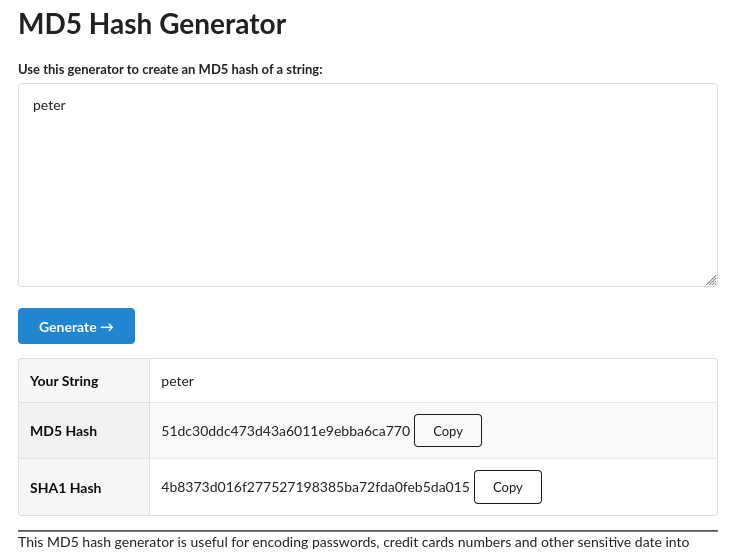 MD5 Hash Generator
Use this generator to create an MD5 hash of a string:
peter
Generate →
Your String peter
MD5 Hash 51dc30ddc473d43a6011e9ebba6ca770 Copy
SHA1 Hash 4b8373d016f277527198385ba72fda0feb5da015 Copy
This MD5 hash generator is useful for encoding passwords, credit cards numbers and other sensitive date into